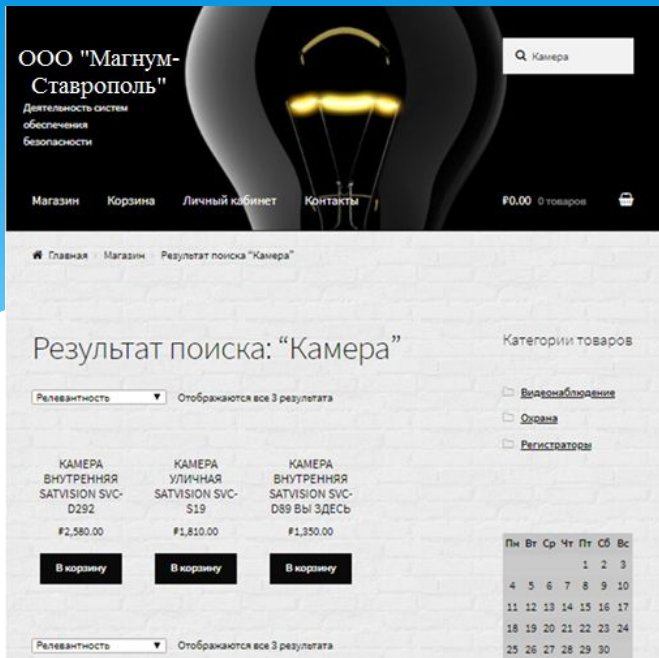 ООО "Магнум-
Ставрополь"
Деятельность систем
обеспечения
безопасности
Камера
Магазин Корзина Личный кабинет Контакты
₽0.00 0 товаров
Главная Магазин Результат поиска "Камера"
Результат поиска: “Камера”
Релевантность Отображаются все 3 результата
КАМЕРА
ВНУТРЕННЯЯ
SATVISION SVC-
D292
₽2,580.00
В корзину
КАМЕРА
УЛИЧНАЯ
SATVISION SVC-
S19
₽1,810.00
В корзину
КАМЕРА
ВНУТРЕННЯЯ
SATVISION SVC-
D89 ВЫ ЗДЕСЬ
₽1,350.00
В корзину
Релевантность Отображаются все 3 результата
Категории товаров
Видеонаблюдение
Охрана
Регистраторы
Пн Вт Ср Чт Пт Сб Вс
1 2 3
4 5 6 7 8 9 10
11 12 13 14 15 16 17
18 19 20 21 22 23 24
25 26 27 28 29 30